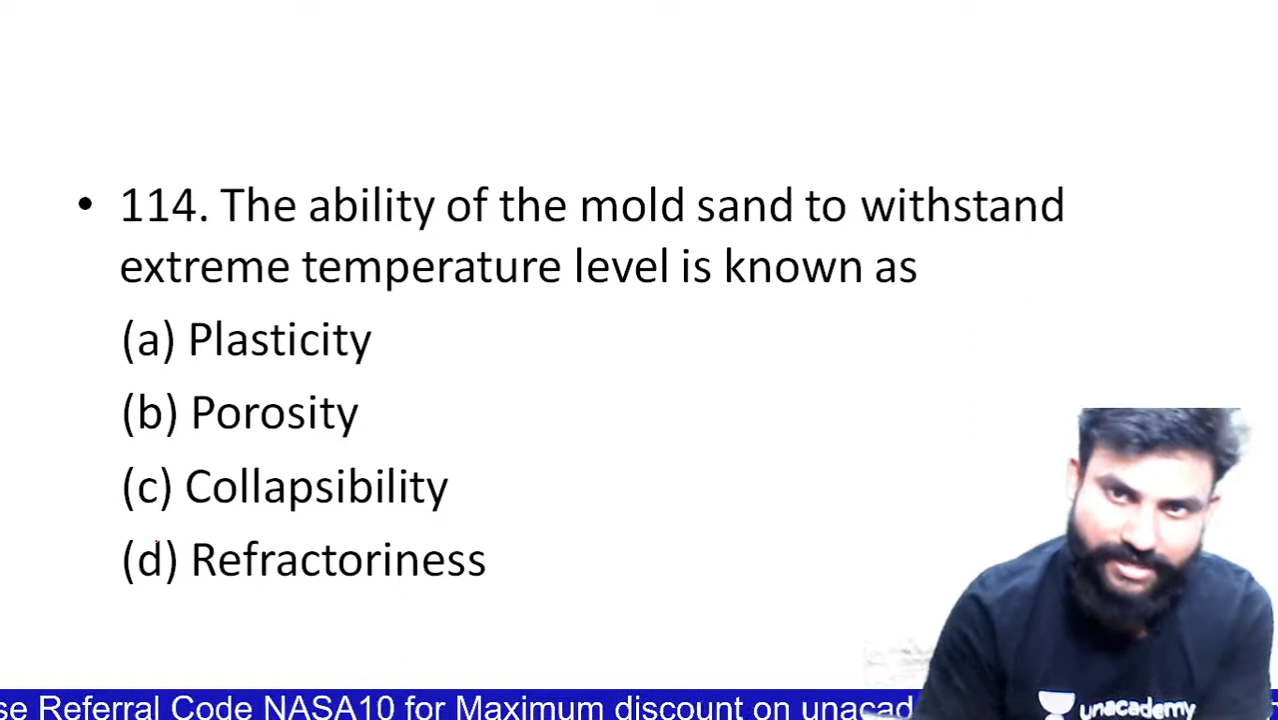 • 114. The ability of the mold sand to withstand
extreme temperature level is known as
(a) Plasticity
(b) Porosity
(c) Collapsibility
(d) Refractoriness
unacademy
se Referral Code NASA10 for Maximum discount on unacad